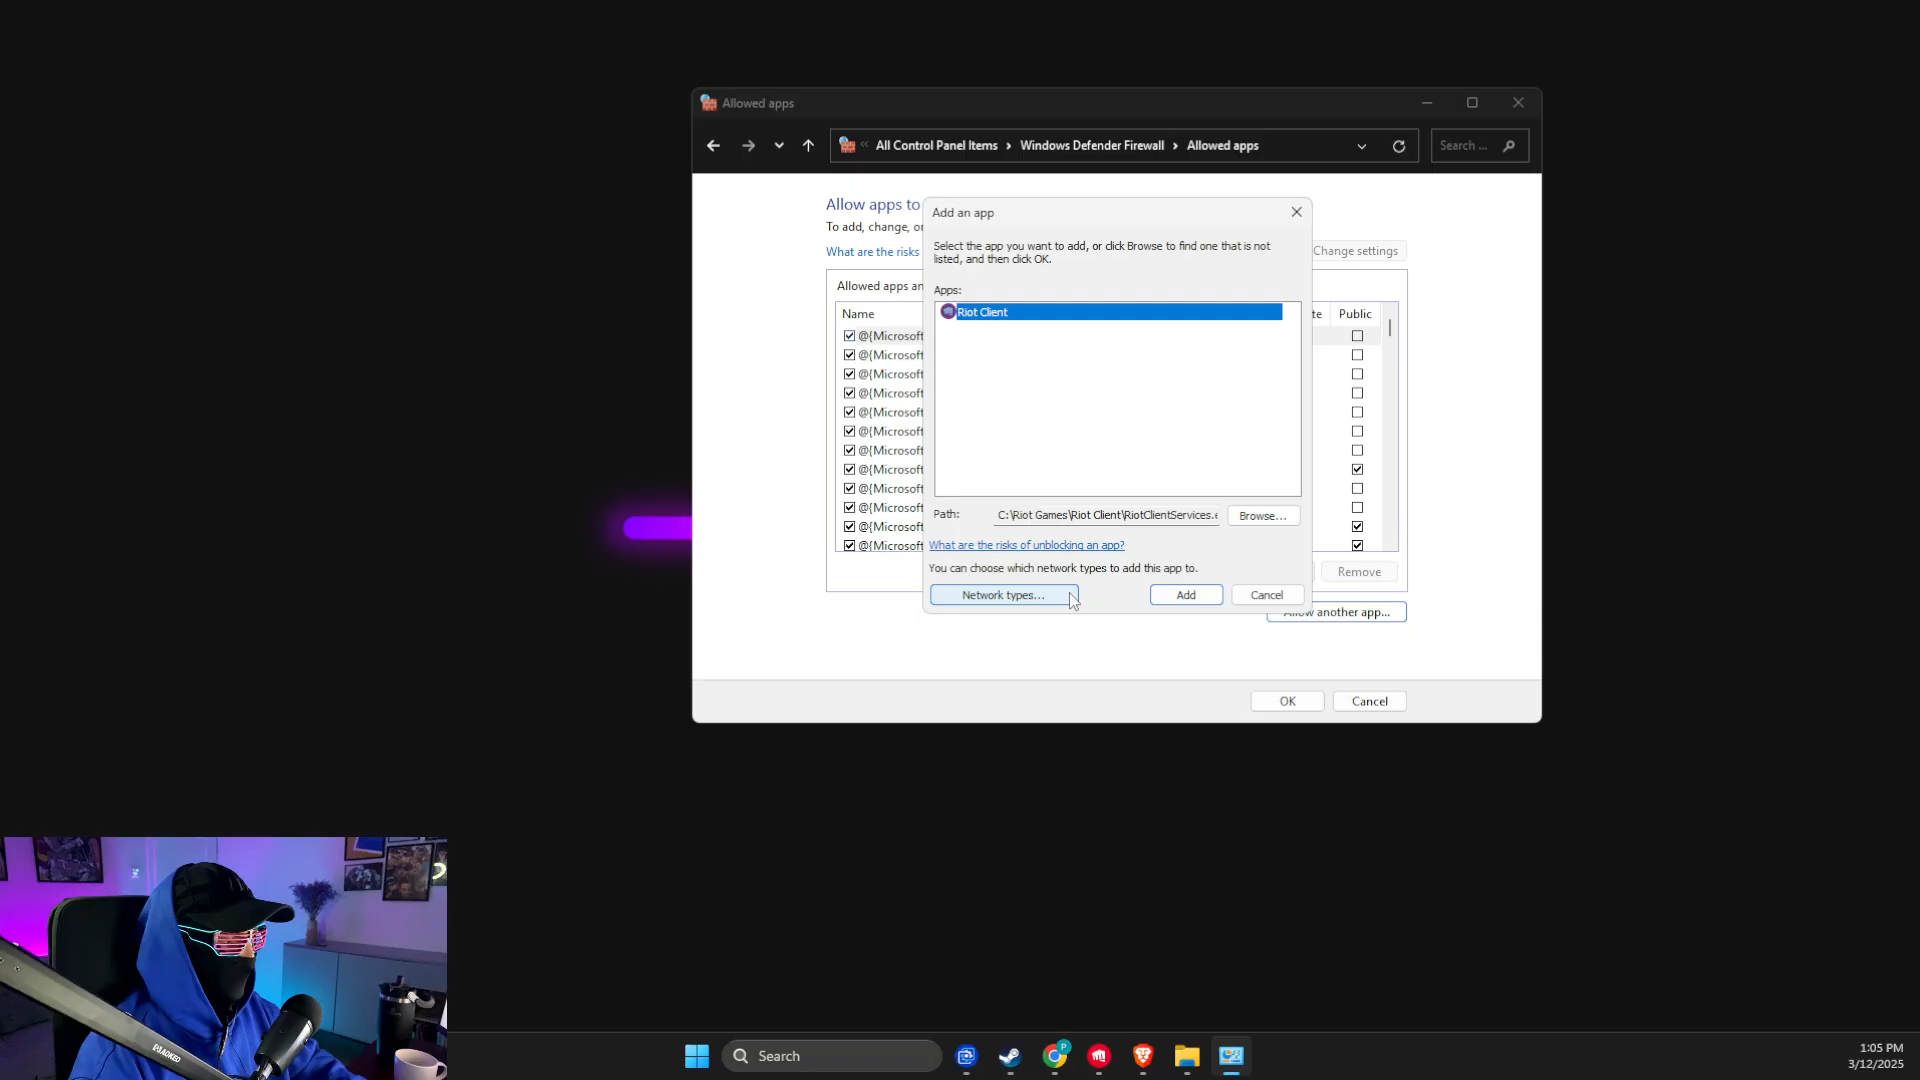 Allowed apps
All Control Panel Items › Windows Defender Firewall › Allowed apps
Search ...
Allow apps to
To add, change, or
What are the risks
Change settings
Allowed apps an
Name
Public
@{Microsoft
@{Microsoft
@{Microsoft
@{Microsoft
@{Microsoft
@{Microsoft
@{Microsoft
@{Microsoft
@{Microsoft
@{Microsoft
@{Microsoft
@{Microsoft
Remove
another app...
OK
Cancel
Add an app
Select the app you want to add, or click Browse to find one that is not
listed, and then click OK.
Apps:
Riot Client
Path:
C:\Riot Games\Riot Client\RiotClientServices.e
Browse...
What are the risks of unblocking an app?
You can choose which network types to add this app to.
Network types...
Add
Cancel
Search
1:05 PM
3/12/2025